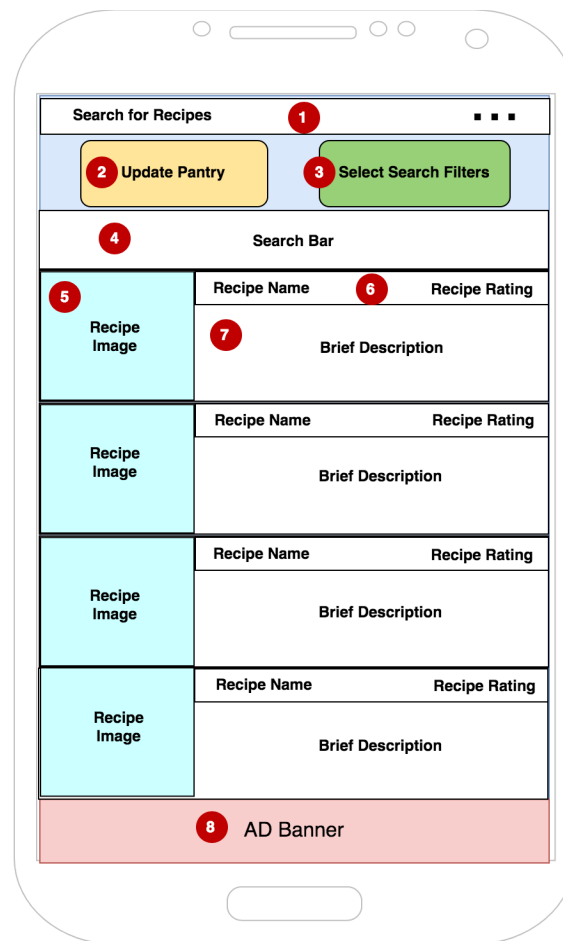 Search for Recipes 1 ...
2 Update Pantry
3 Select Search Filters
4 Search Bar
5
Recipe
Image
Recipe Name 6 Recipe Rating
7 Brief Description
Recipe
Image
Recipe Name Recipe Rating
Brief Description
Recipe
Image
Recipe Name Recipe Rating
Brief Description
Recipe
Image
Recipe Name Recipe Rating
Brief Description
8 AD Banner